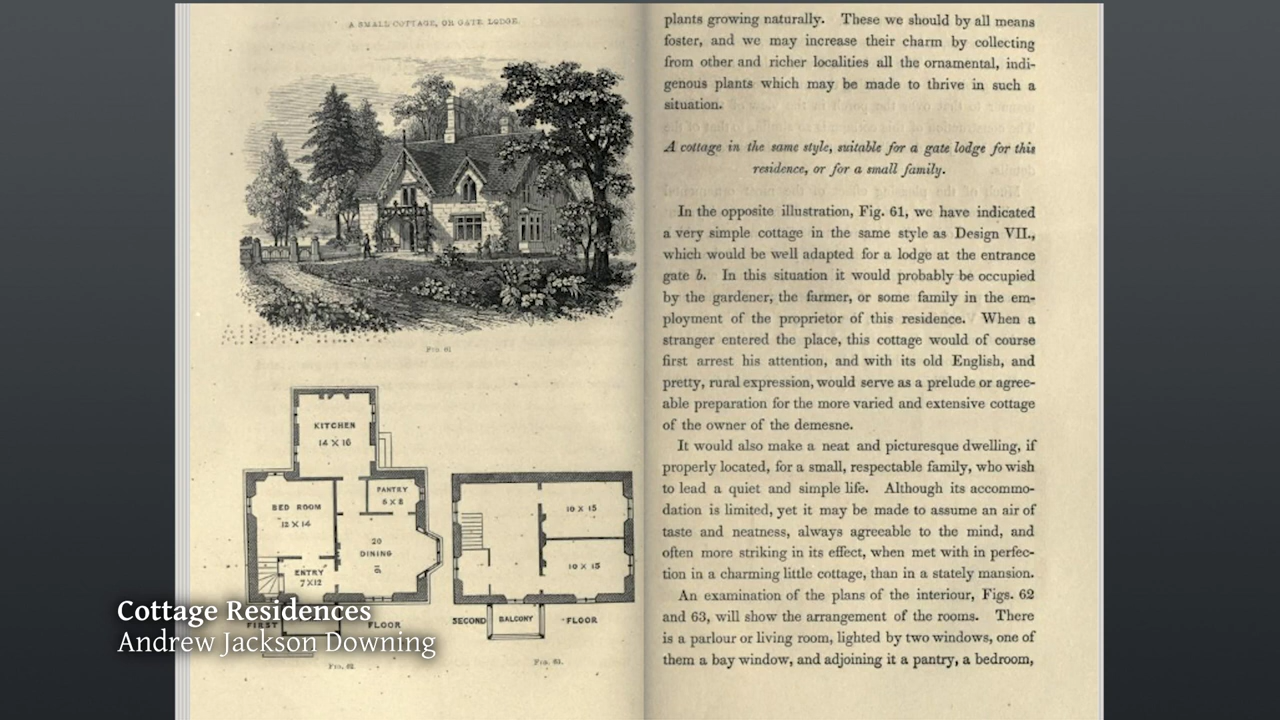 A SMALL COTTAGE, OR GATE LODGE.
FIG. 61
KITCHEN
14 X 16
PANTRY
6 X 8
BED ROOM
12 X 14
20
DINING
ENTRY
7 X 12
FIRST FLOOR
FIG. 62.
10 X 15
10 X 15
SECOND BALCONY FLOOR
FIG. 63.
plants growing naturally. These we should by all means
foster, and we may increase their charm by collecting
from other and richer localities all the ornamental, indi-
genous plants which may be made to thrive in such a
situation.
A cottage in the same style, suitable for a gate lodge for this
residence, or for a small family.
In the opposite illustration, Fig. 61, we have indicated
a very simple cottage in the same style as Design VII.,
which would be well adapted for a lodge at the entrance
gate b. In this situation it would probably be occupied
by the gardener, the farmer, or some family in the em-
ployment of the proprietor of this residence. When a
stranger entered the place, this cottage would of course
first arrest his attention, and with its old English, and
pretty, rural expression, would serve as a prelude or agree-
able preparation for the more varied and extensive cottage
of the owner of the demesne.
It would also make a neat and picturesque dwelling, if
properly located, for a small, respectable family, who wish
to lead a quiet and simple life. Although its accommo-
dation is limited, yet it may be made to assume an air of
taste and neatness, always agreeable to the mind, and
often more striking in its effect, when met with in perfec-
tion in a charming little cottage, than in a stately mansion.
An examination of the plans of the interiour, Figs. 62
and 63, will show the arrangement of the rooms. There
is a parlour or living room, lighted by two windows, one of
them a bay window, and adjoining it a pantry, a bedroom,
Cottage Residences
Andrew Jackson Downing